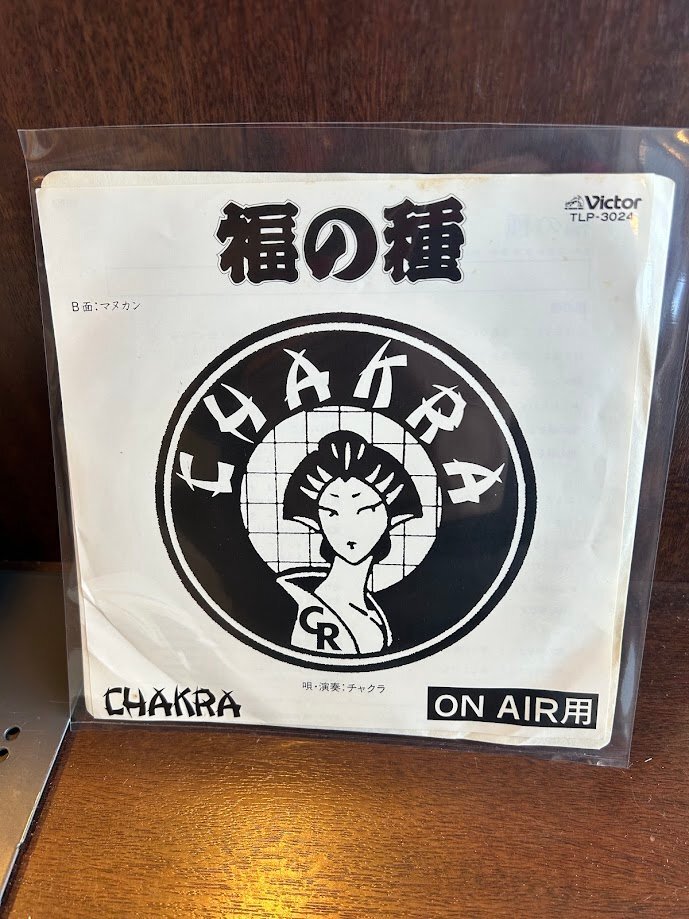 福の種
Victor
TLP-3024
B面:マヌカン
CHAKRA
CR
唄・演奏:チャクラ
CHAKRA
ON AIR用